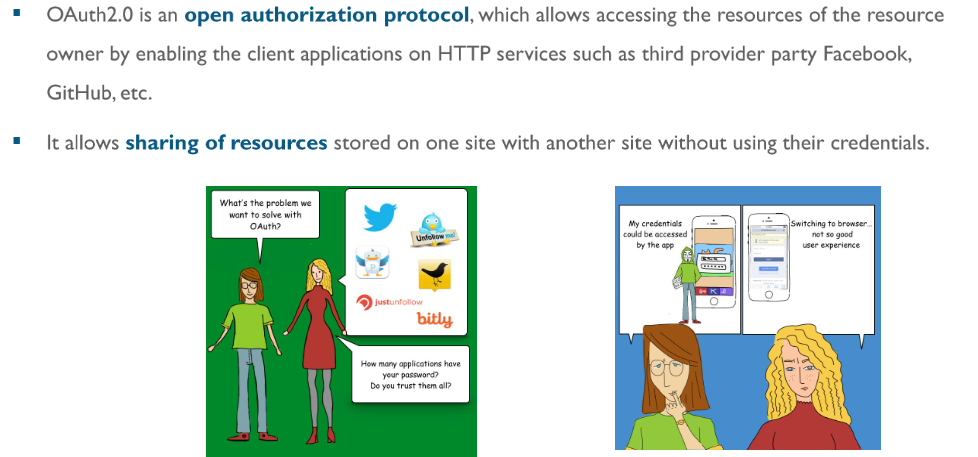 OAuth2.0 is an open authorization protocol, which allows accessing the resources of the resource
owner by enabling the client applications on HTTP services such as third provider party Facebook,
GitHub, etc.
It allows sharing of resources stored on one site with another site without using their credentials.
What's the problem we
want to solve with
OAuth?
Unfollow me!
justunfollow
bitly
How many applications have
your password?
Do you trust them all?
My credentials
could be accessed
by the app
Switching to browser...
not so good
user experience